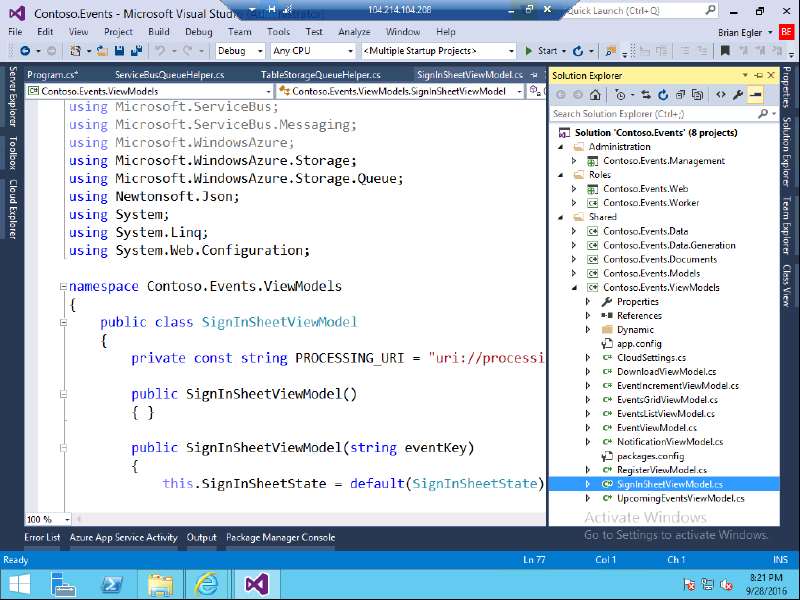 Contoso.Events - Microsoft Visual Stud
104.214.104.208
Quick Launch (Ctrl+Q)
File Edit View Project Build Debug Team Tools Test Analyze Window Help
Brian Egler BE
Debug Any CPU <Multiple Startup Projects> Start
Program.cs* ServiceBusQueueHelper.cs TableStorageQueueHelper.cs SignInSheetViewModel.cs
Contoso.Events.ViewModels Contoso.Events.ViewModels.SignInSheetViewModel
Server Explorer
Toolbox
Cloud Explorer
using Microsoft.ServiceBus;
using Microsoft.ServiceBus.Messaging;
using Microsoft.WindowsAzure;
using Microsoft.WindowsAzure.Storage;
using Microsoft.WindowsAzure.Storage.Queue;
using Newtonsoft.Json;
using System;
using System.Linq;
using System.Web.Configuration;
namespace Contoso.Events.ViewModels
{
public class SignInSheetViewModel
{
private const string PROCESSING_URI = "uri://processi
public SignInSheetViewModel()
{ }
public SignInSheetViewModel(string eventKey)
{
this.SignInSheetState = default(SignInSheetState)
100 %
Solution Explorer
Search Solution Explorer (Ctrl+;)
Solution 'Contoso.Events' (8 projects)
Administration
Contoso.Events.Management
Roles
Contoso.Events.Web
Contoso.Events.Worker
Shared
Contoso.Events.Data
Contoso.Events.Data.Generation
Contoso.Events.Documents
Contoso.Events.Models
Contoso.Events.ViewModels
Properties
References
Dynamic
app.config
CloudSettings.cs
DownloadViewModel.cs
EventIncrementViewModel.cs
EventsGridViewModel.cs
EventsListViewModel.cs
EventViewModel.cs
NotificationViewModel.cs
packages.config
RegisterViewModel.cs
SignInSheetViewModel.cs
UpcomingEventsViewModel.cs
Properties
Solution Explorer
Team Explorer
Class View
Activate Windows
Go to Settings to activate Windows.
Error List Azure App Service Activity Output Package Manager Console
Ready Ln 77 Col 1 Ch 1 INS
8:21 PM
9/28/2016